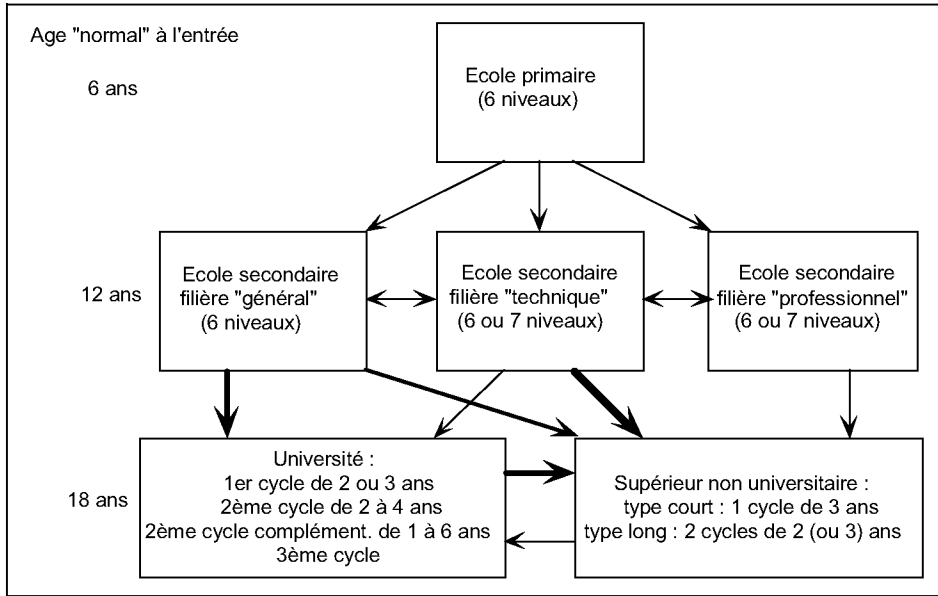 Age "normal" à l'entrée
6 ans
Ecole primaire
(6 niveaux)
12 ans
Ecole secondaire
filière "général"
(6 niveaux)
Ecole secondaire
filière "technique"
(6 ou 7 niveaux)
Ecole secondaire
filière "professionnel"
(6 ou 7 niveaux)
18 ans
Université :
1er cycle de 2 ou 3 ans
2ème cycle de 2 à 4 ans
2ème cycle complément. de 1 à 6 ans
3ème cycle
Supérieur non universitaire :
type court : 1 cycle de 3 ans
type long : 2 cycles de 2 (ou 3) ans